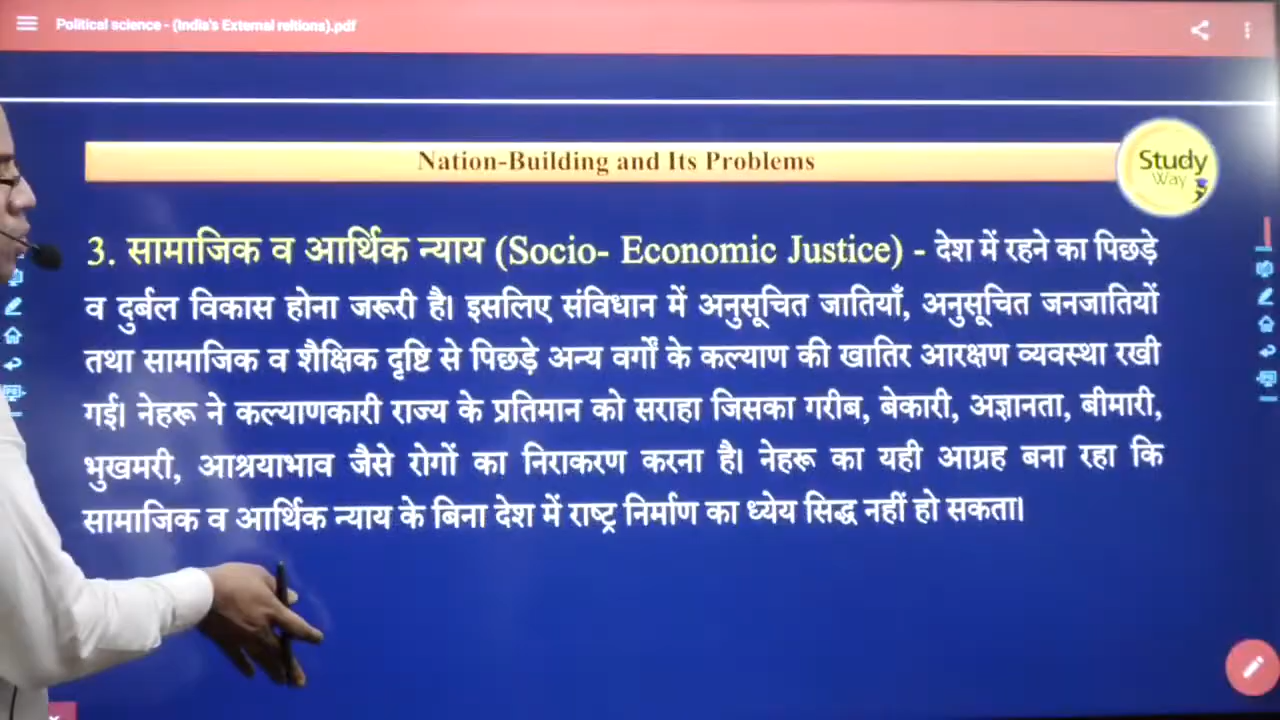 Political science - (India's External reltions).pdf
Nation-Building and Its Problems
Study
Way
3. सामाजिक व आर्थिक न्याय (Socio- Economic Justice) - देश में रहने का पिछड़े
व दुर्बल विकास होना जरूरी है। इसलिए संविधान में अनुसूचित जातियाँ, अनुसूचित जनजातियों
तथा सामाजिक व शैक्षिक दृष्टि से पिछड़े अन्य वर्गों के कल्याण की खातिर आरक्षण व्यवस्था रखी
गई। नेहरू ने कल्याणकारी राज्य के प्रतिमान को सराहा जिसका गरीब, बेकारी, अज्ञानता, बीमारी,
भुखमरी, आश्रयाभाव जैसे रोगों का निराकरण करना है। नेहरू का यही आग्रह बना रहा कि
सामाजिक व आर्थिक न्याय के बिना देश में राष्ट्र निर्माण का ध्येय सिद्ध नहीं हो सकता।